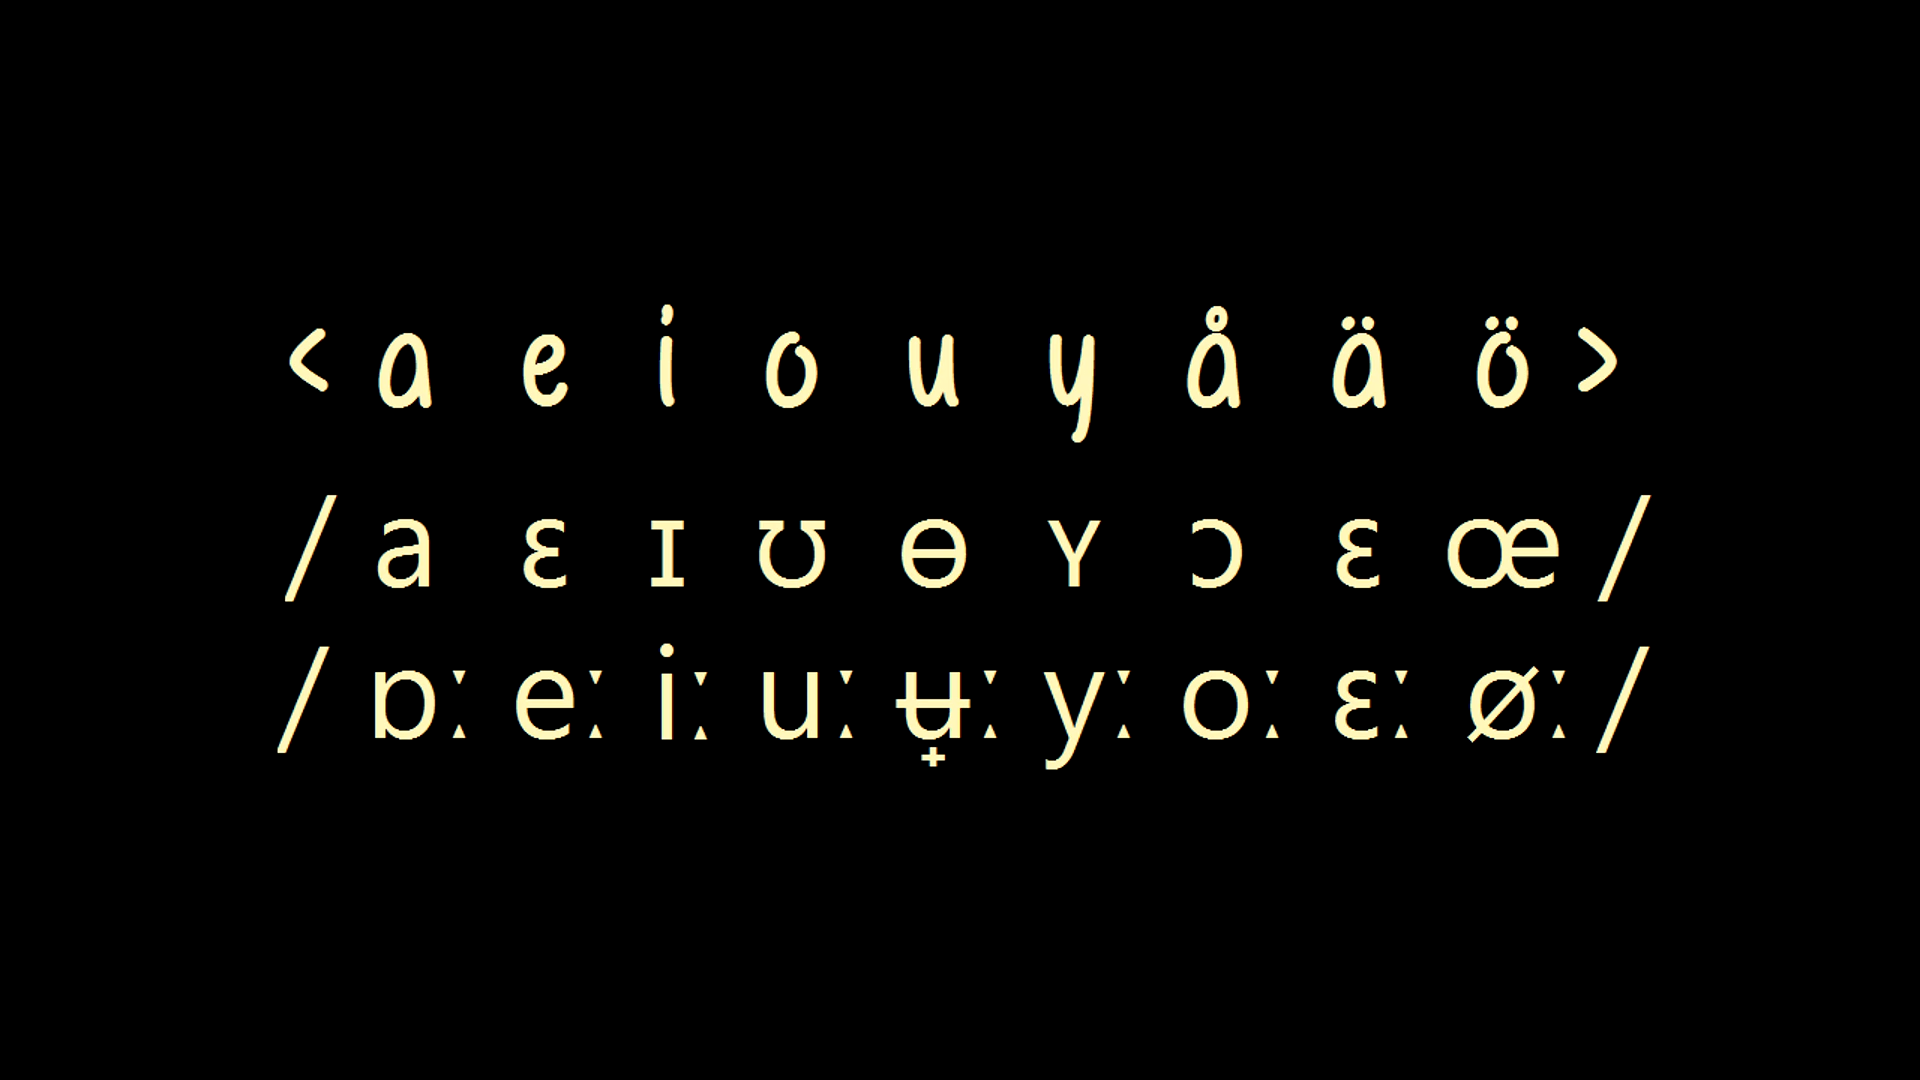 < a e i o u y å ä ö >
/ a ɛ ɪ ʊ ɵ ʏ ɔ ɛ œ /
/ ɒː eː iː uː ʉ̟ː yː oː ɛː øː /